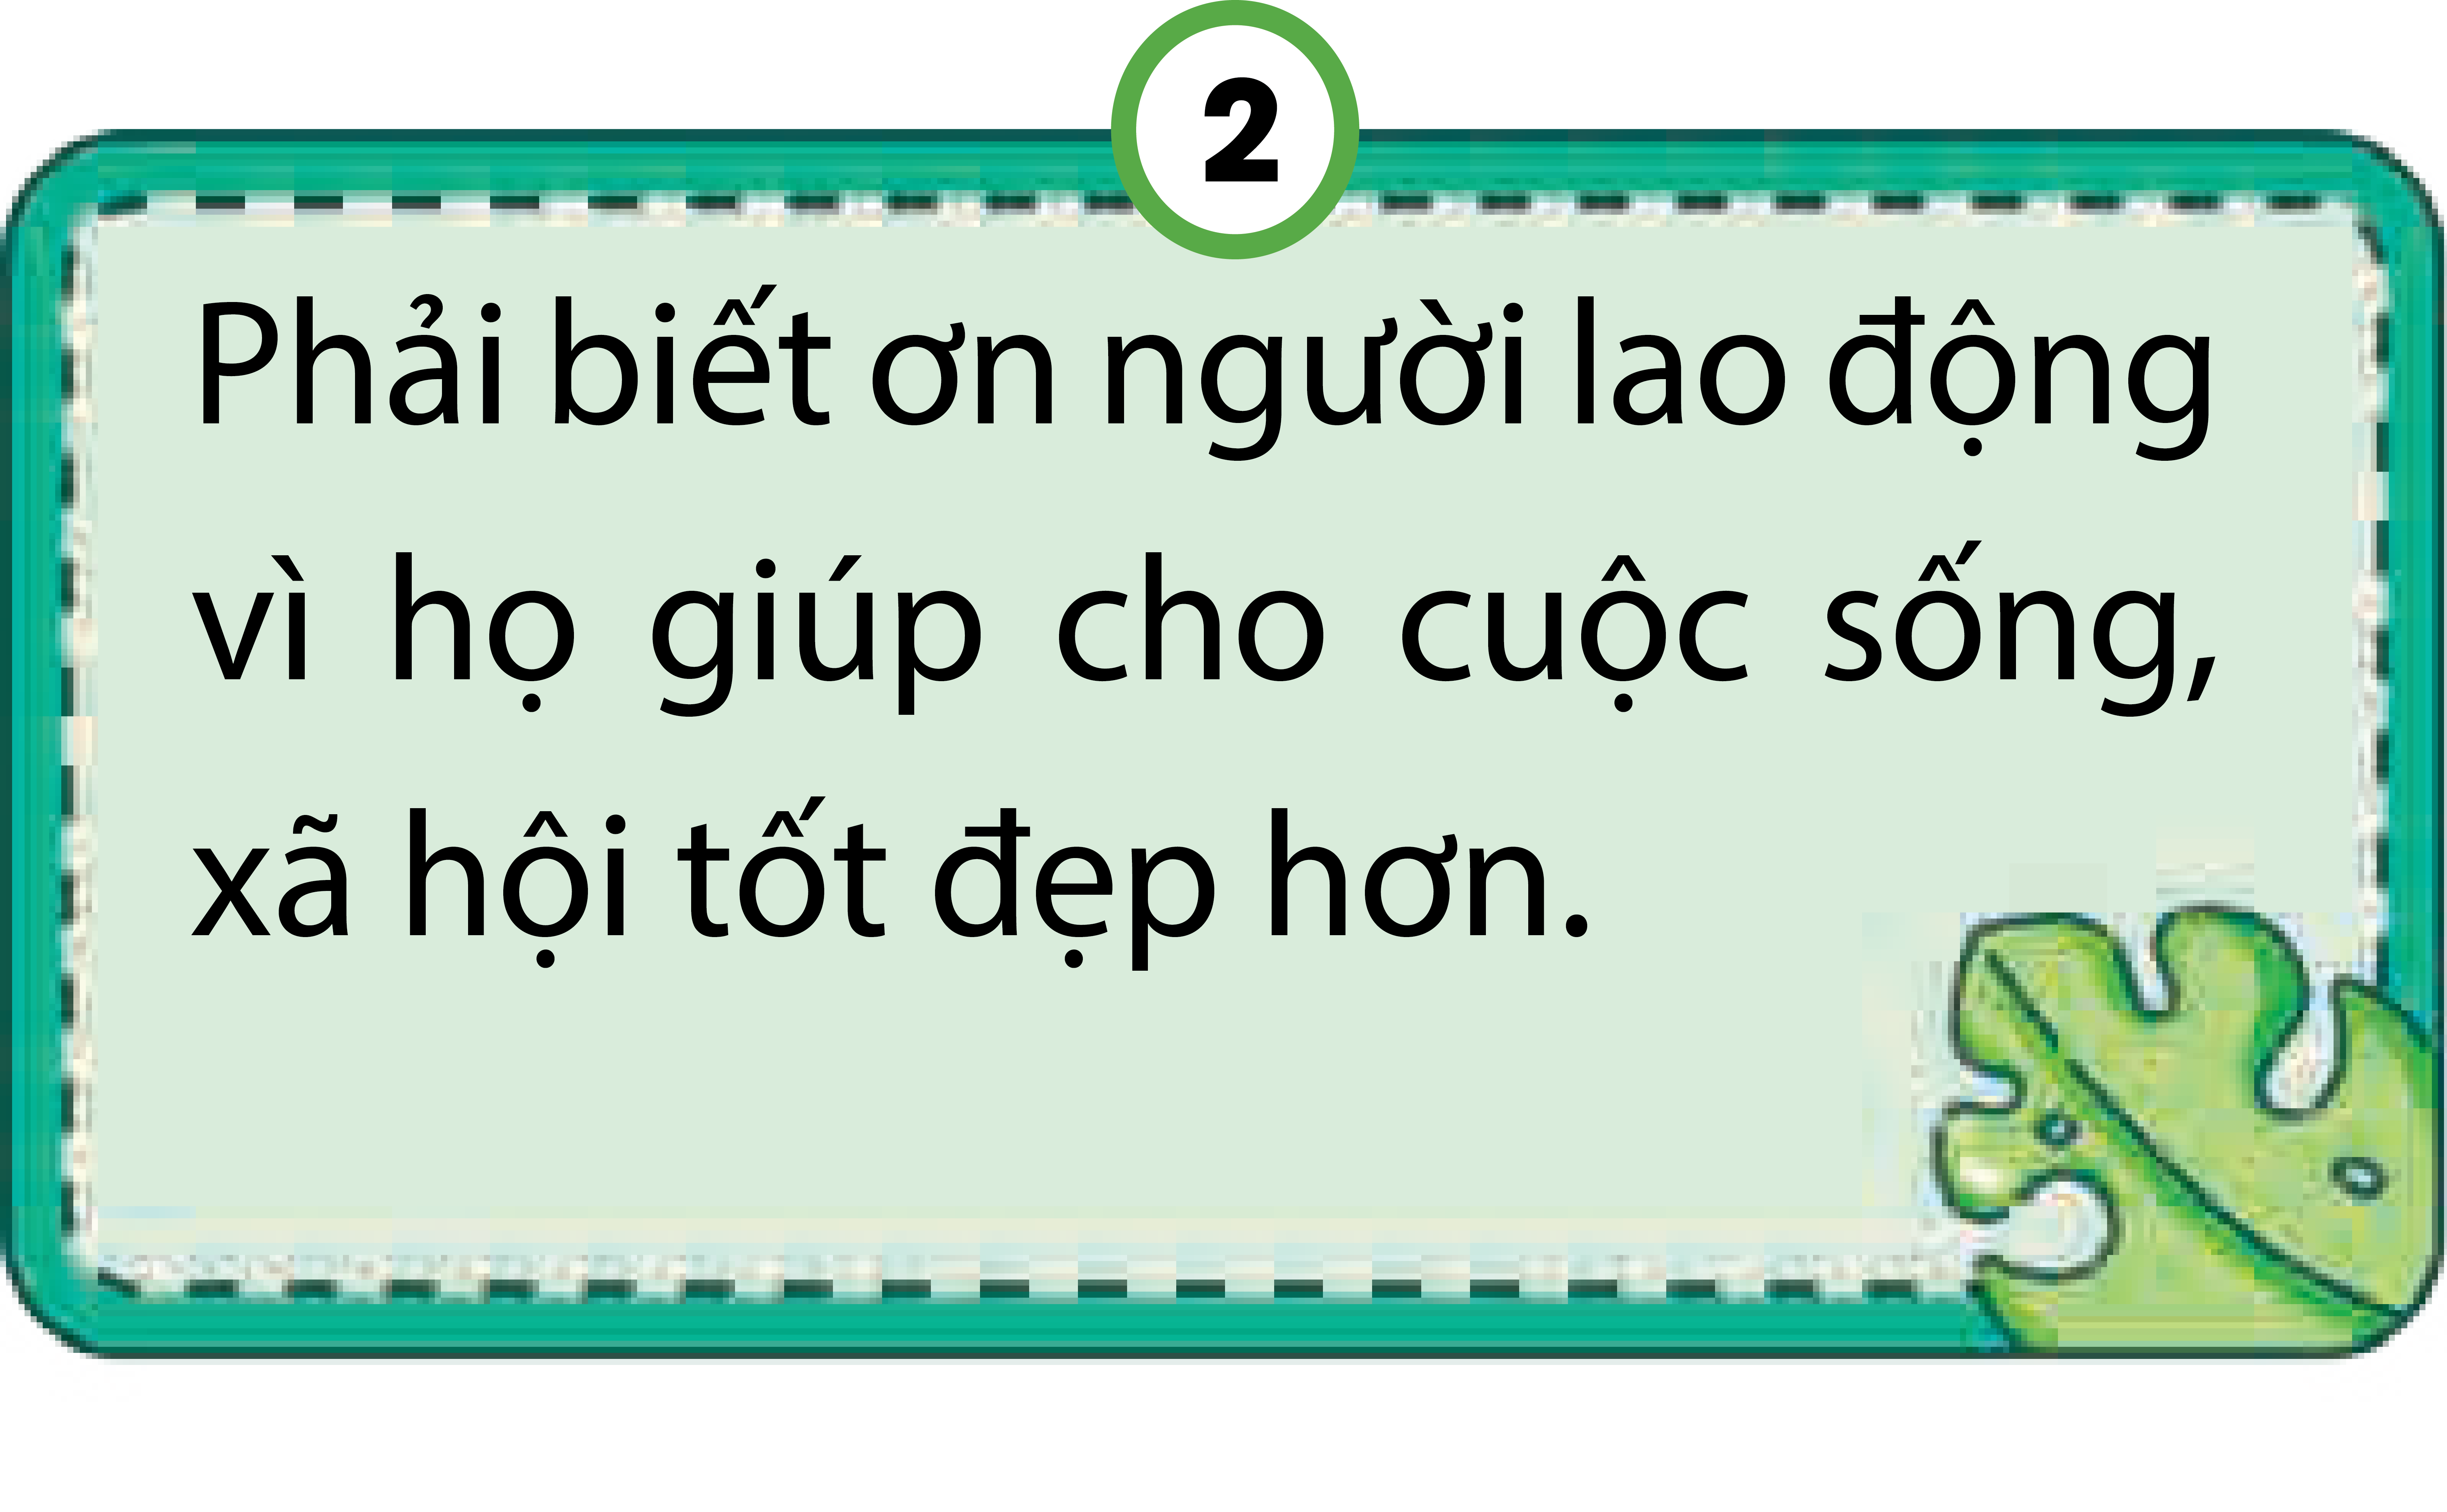 2
Phải biết ơn người lao động
vì họ giúp cho cuộc sống,
xã hội tốt đẹp hơn.